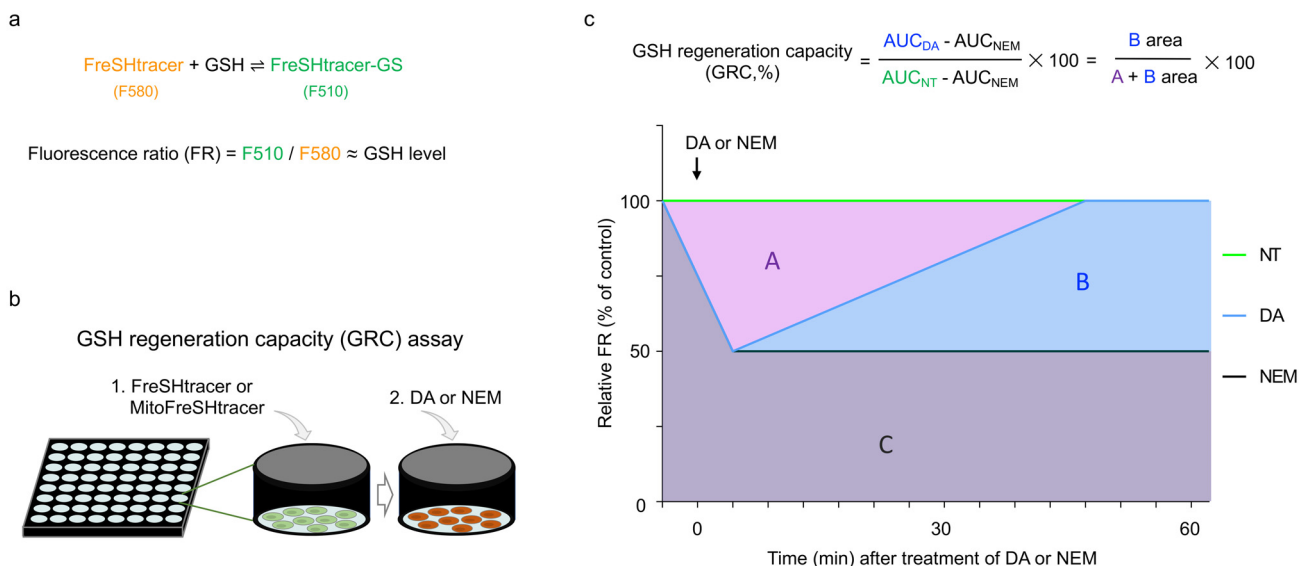 a
FreSHtracer + GSH ⇌ FreSHtracer-GS
(F580) (F510)
Fluorescence ratio (FR) = F510 / F580 ≈ GSH level
b
GSH regeneration capacity (GRC) assay
1. FreSHtracer or
MitoFreSHtracer
2. DA or NEM
c
GSH regeneration capacity
(GRC,%)
= AUCDA - AUCNEM / AUCNT - AUCNEM × 100 = B area / A + B area × 100
DA or NEM
Relative FR (% of control)
100
50
0
A
B
C
NT
DA
NEM
0 30 60
Time (min) after treatment of DA or NEM